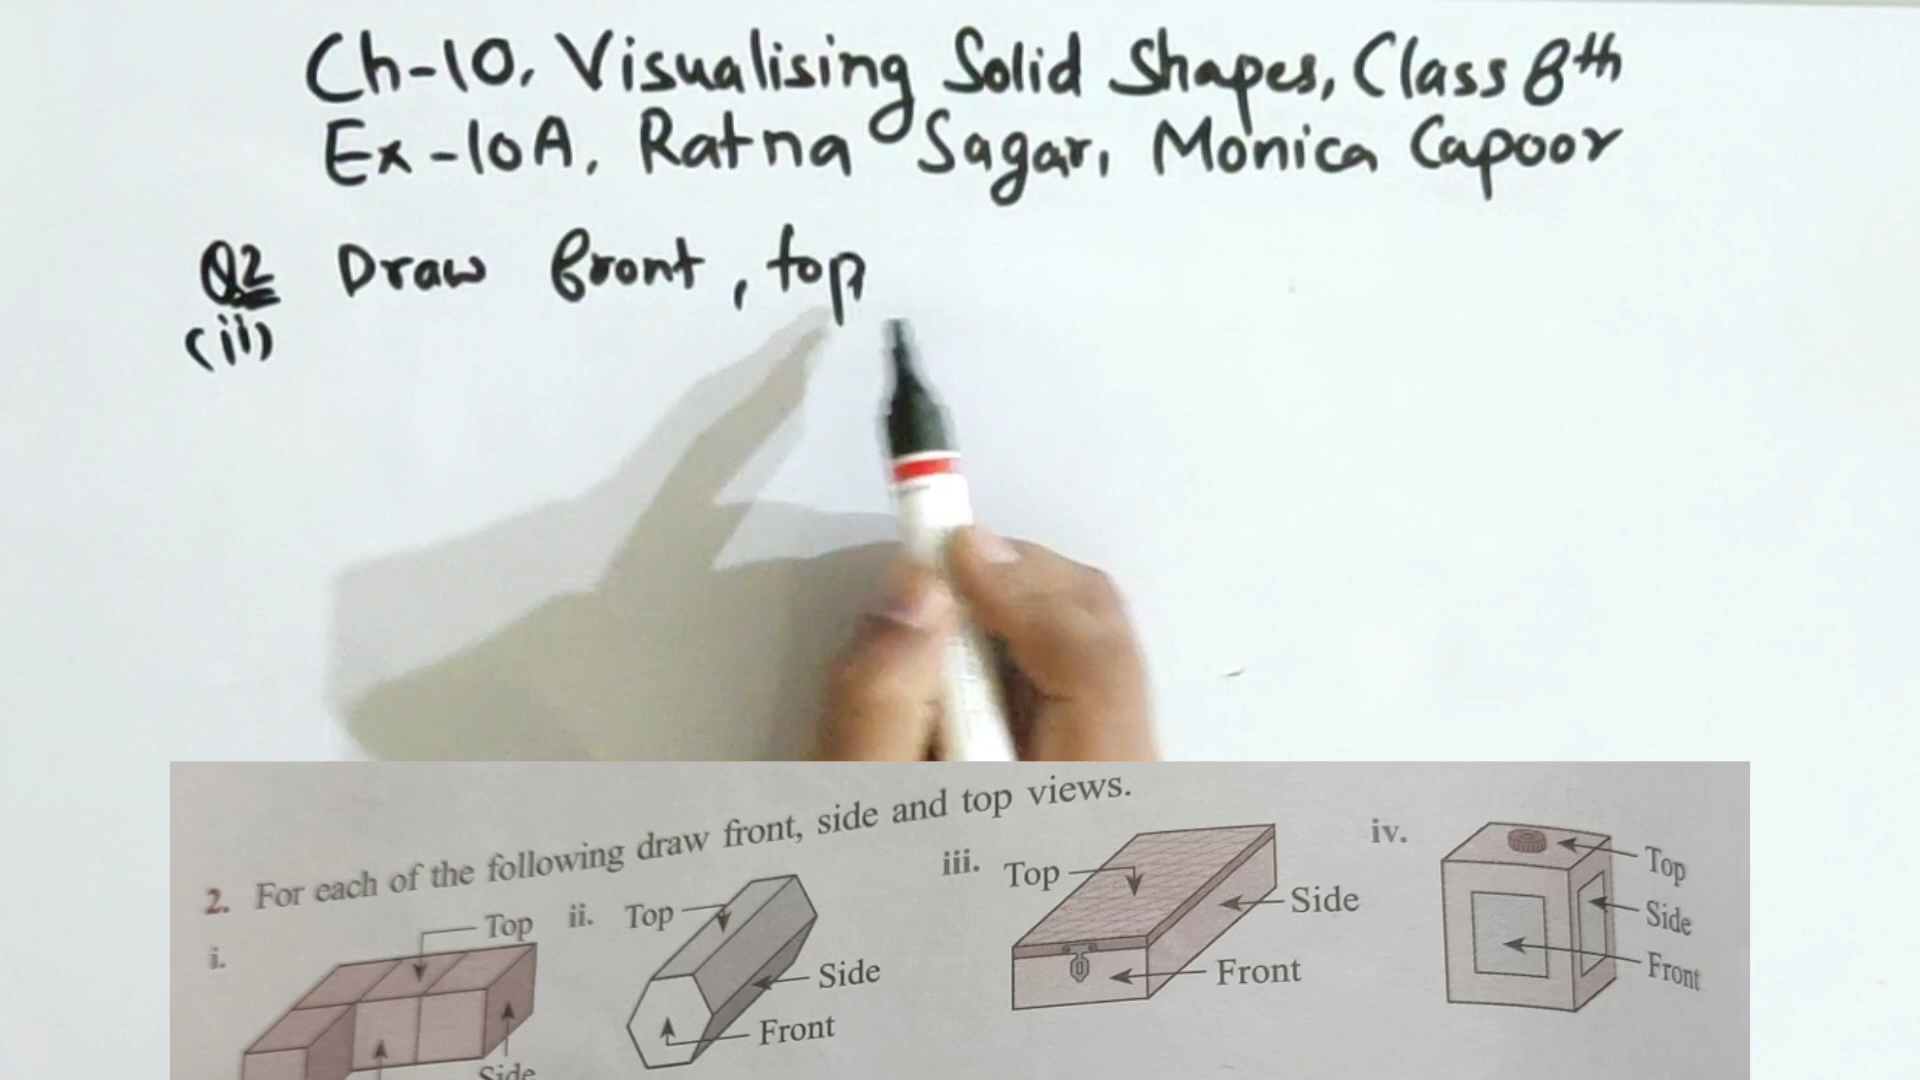 Ch-10, Visualising Solid Shapes, Class 8th
Ex-10A, Ratna Sagar, Monica Capoor
Q2 Draw front, top
(ii)
2. For each of the following draw front, side and top views.
i.
Top
Side
ii.
Top
Side
Front
iii.
Top
Side
Front
iv.
Top
Side
Front